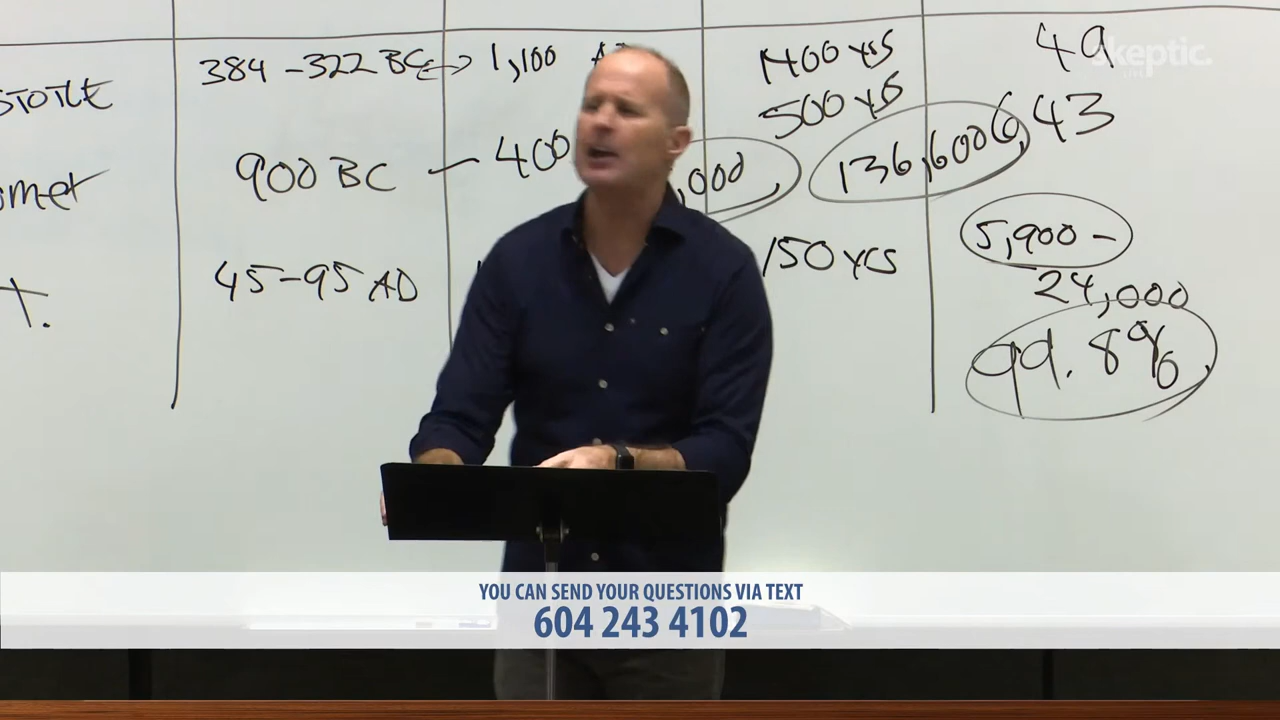 384 – 322 BC → 1,100 1400 yrs 49
STOTLE 500 yrs
900 BC – 400 ,000 136,600 643
omer
5,900 –
45 – 95 AD 150 yrs
T. 24,000
99.8%
skeptic.
YOU CAN SEND YOUR QUESTIONS VIA TEXT
604 243 4102